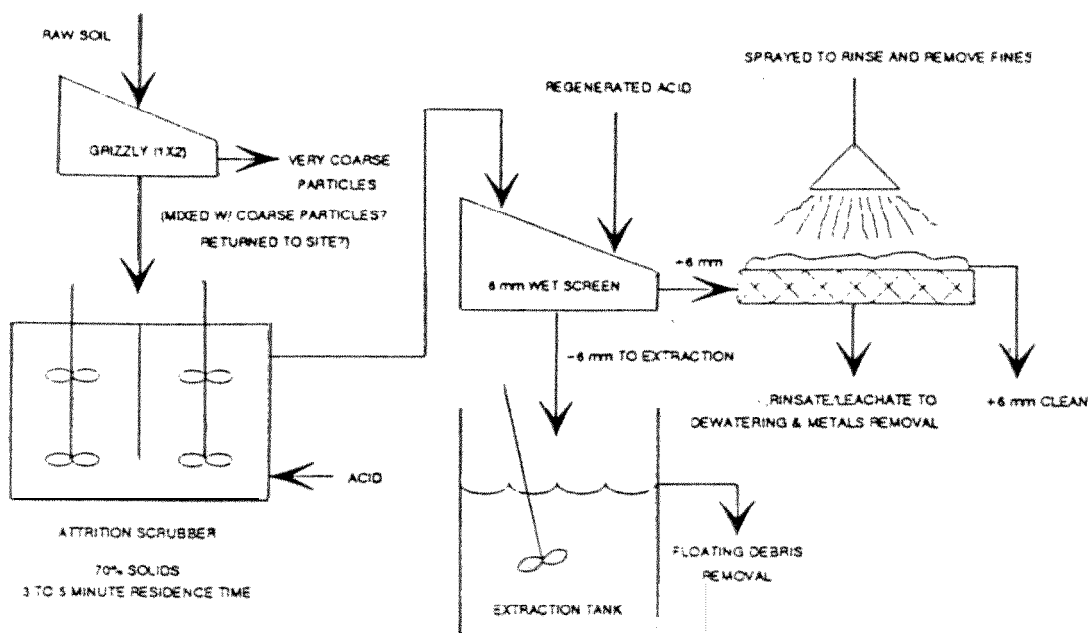 RAW SOIL
GRIZZLY (1X2)
VERY COARSE
PARTICLES
(MIXED W/ COARSE PARTICLES?
RETURNED TO SITE?)
ACID
ATTRITION SCRUBBER
70% SOLIDS
3 TO 5 MINUTE RESIDENCE TIME
REGENERATED ACID
6 mm WET SCREEN
+6 mm
-6 mm TO EXTRACTION
SPRAYED TO RINSE AND REMOVE FINES
RINSATE/LEACHATE TO
DEWATERING & METALS REMOVAL
+6 mm CLEAN
FLOATING DEBRIS
REMOVAL
EXTRACTION TANK